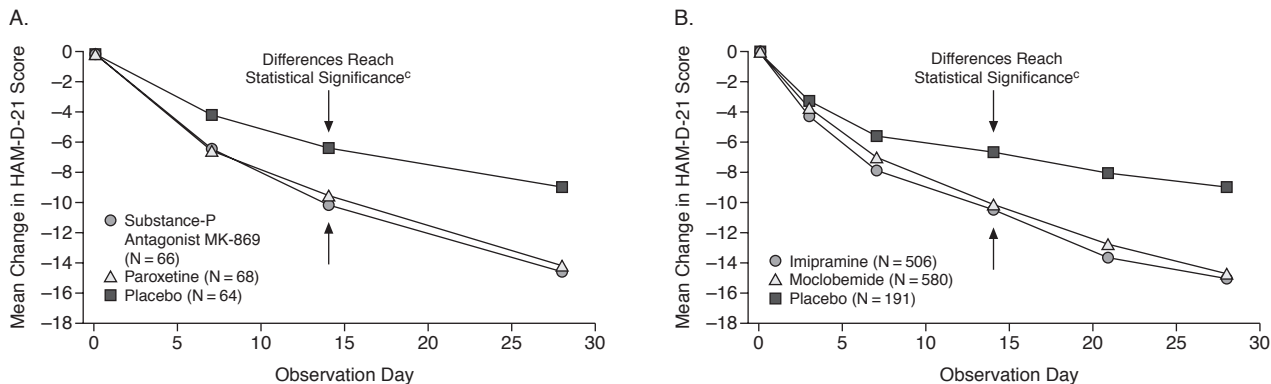 A.
Mean Change in HAM-D-21 Score
0
−2
−4
−6
−8
−10
−12
−14
−16
−18
Differences Reach
Statistical Significancec
Substance-P
Antagonist MK-869
(N = 66)
Paroxetine (N = 68)
Placebo (N = 64)
0
5
10
15
20
25
30
Observation Day
B.
Mean Change in HAM-D-21 Score
0
−2
−4
−6
−8
−10
−12
−14
−16
−18
Differences Reach
Statistical Significancec
Imipramine (N = 506)
Moclobemide (N = 580)
Placebo (N = 191)
0
5
10
15
20
25
30
Observation Day